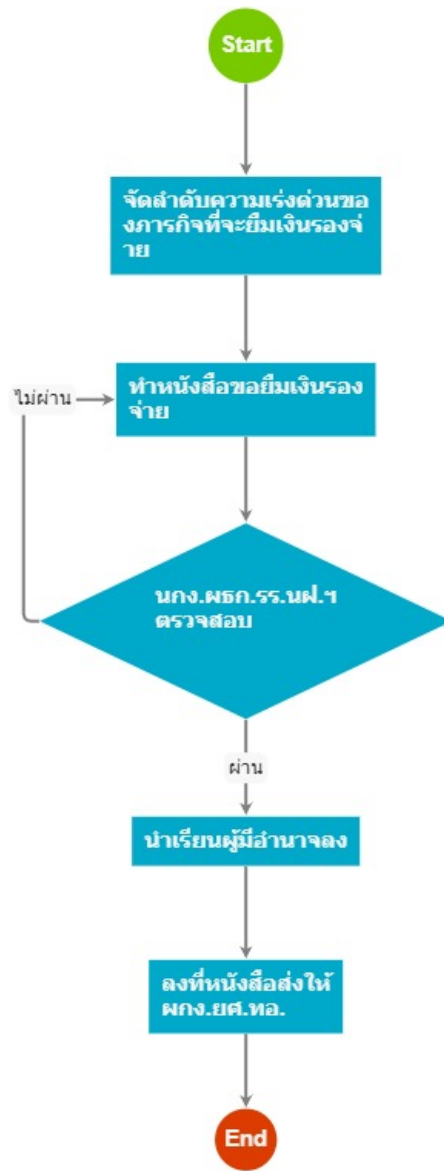 Start
จัดลำดับความเร่งด่วนขอ
งภารกิจที่จะยืมเงินรองจ่
าย
ทำหนังสือขอยืมเงินรอง
จ่าย
ไม่ผ่าน
นกง.ผธก.รร.นฝ.ฯ
ตรวจสอบ
ผ่าน
นำเรียนผู้มีอำนาจลง
ลงที่หนังสือส่งให้
ผกง.ยศ.ทอ.
End